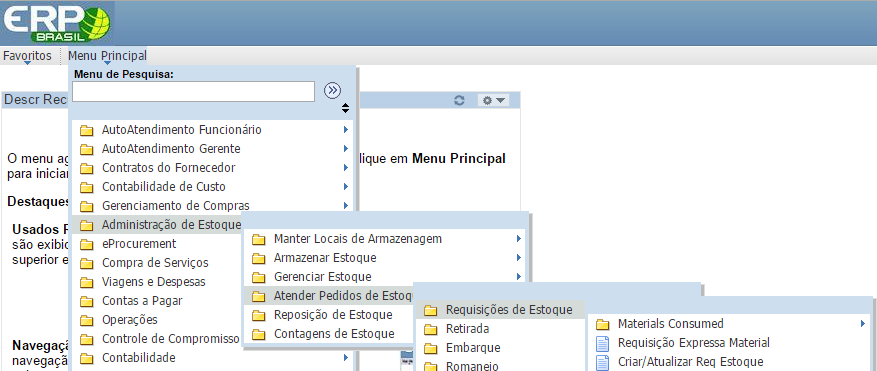 ERP
BRASIL
Favoritos
Menu Principal
Menu de Pesquisa:
Descr Rec
AutoAtendimento Funcionário
AutoAtendimento Gerente
O menu ag
lique em Menu Principal
Contratos do Fornecedor
para iniciar
Contabilidade de Custo
Destaques
Gerenciamento de Compras
Usados R
Administração de Estoque
são exibid
eProcurement
superior e
Compra de Serviços
Viagens e Despesas
Contas a Pagar
Operações
Controle de Compromisso
Navegaçã
Contabilidade
navegação
Manter Locais de Armazenagem
Armazenar Estoque
Gerenciar Estoque
Atender Pedidos de Estoqu
Reposição de Estoque
Contagens de Estoque
Requisições de Estoque
Retirada
Embarque
Romaneio
Materials Consumed
Requisição Expressa Material
Criar/Atualizar Req Estoque